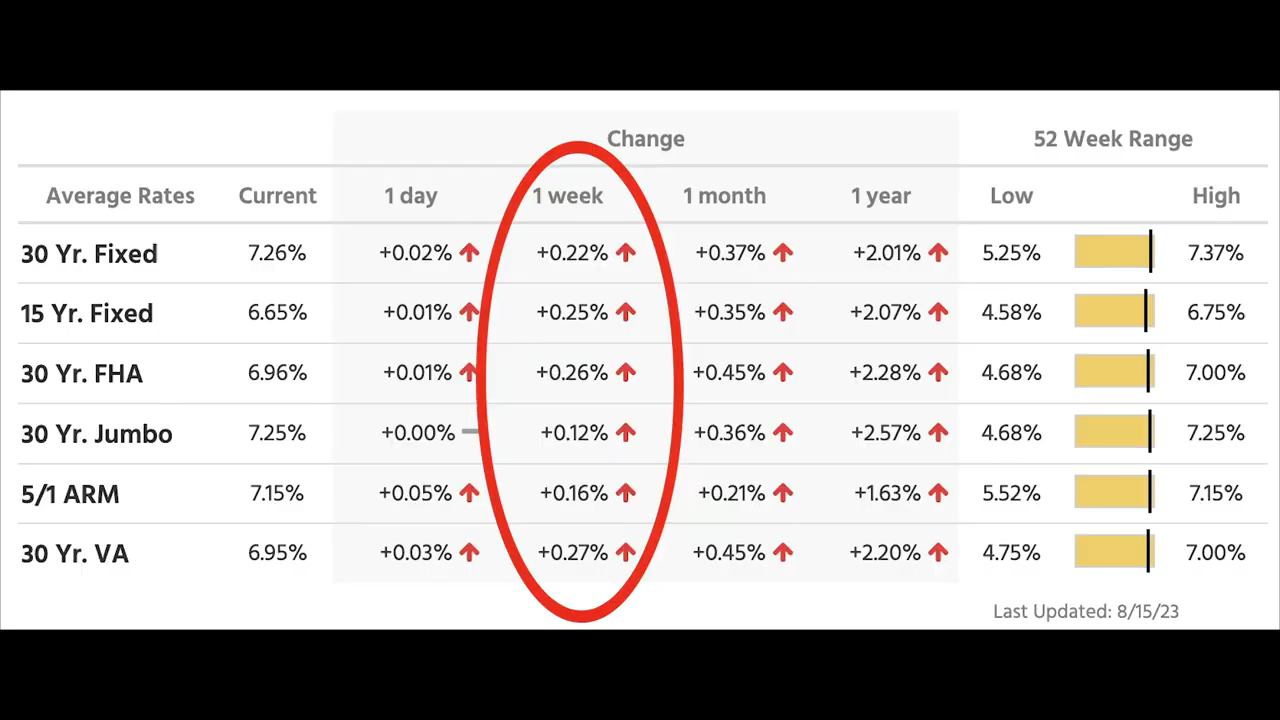 Change 52 Week Range
Average Rates Current 1 day 1 week 1 month 1 year Low High
30 Yr. Fixed 7.26% +0.02% +0.22% +0.37% +2.01% 5.25% 7.37%
15 Yr. Fixed 6.65% +0.01% +0.25% +0.35% +2.07% 4.58% 6.75%
30 Yr. FHA 6.96% +0.01% +0.26% +0.45% +2.28% 4.68% 7.00%
30 Yr. Jumbo 7.25% +0.00% +0.12% +0.36% +2.57% 4.68% 7.25%
5/1 ARM 7.15% +0.05% +0.16% +0.21% +1.63% 5.52% 7.15%
30 Yr. VA 6.95% +0.03% +0.27% +0.45% +2.20% 4.75% 7.00%
Last Updated: 8/15/23